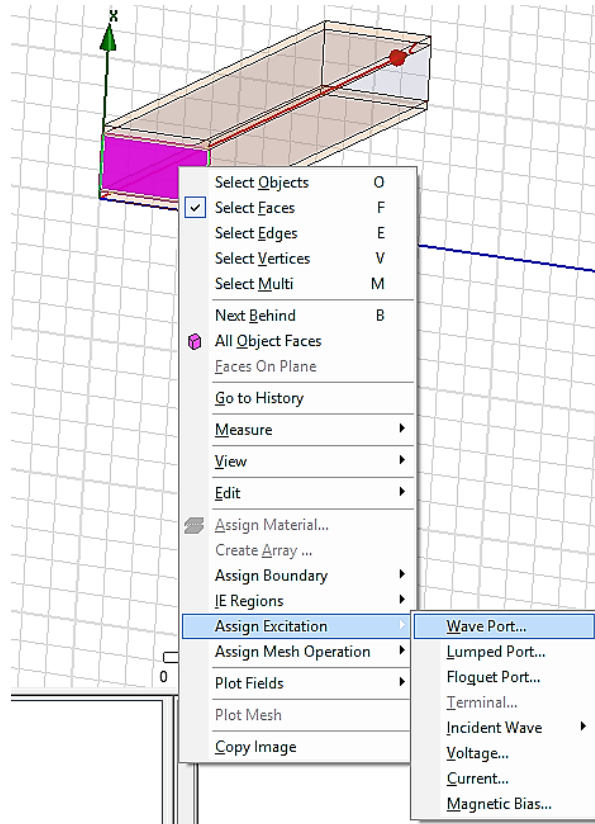 x
Select Objects O
Select Faces F
Select Edges E
Select Vertices V
Select Multi M
Next Behind B
All Object Faces
Faces On Plane
Go to History
Measure
View
Edit
Assign Material...
Create Array ...
Assign Boundary
IE Regions
Assign Excitation
Assign Mesh Operation
Plot Fields
Plot Mesh
Copy Image
0
Wave Port...
Lumped Port...
Floquet Port...
Terminal...
Incident Wave
Voltage...
Current...
Magnetic Bias...